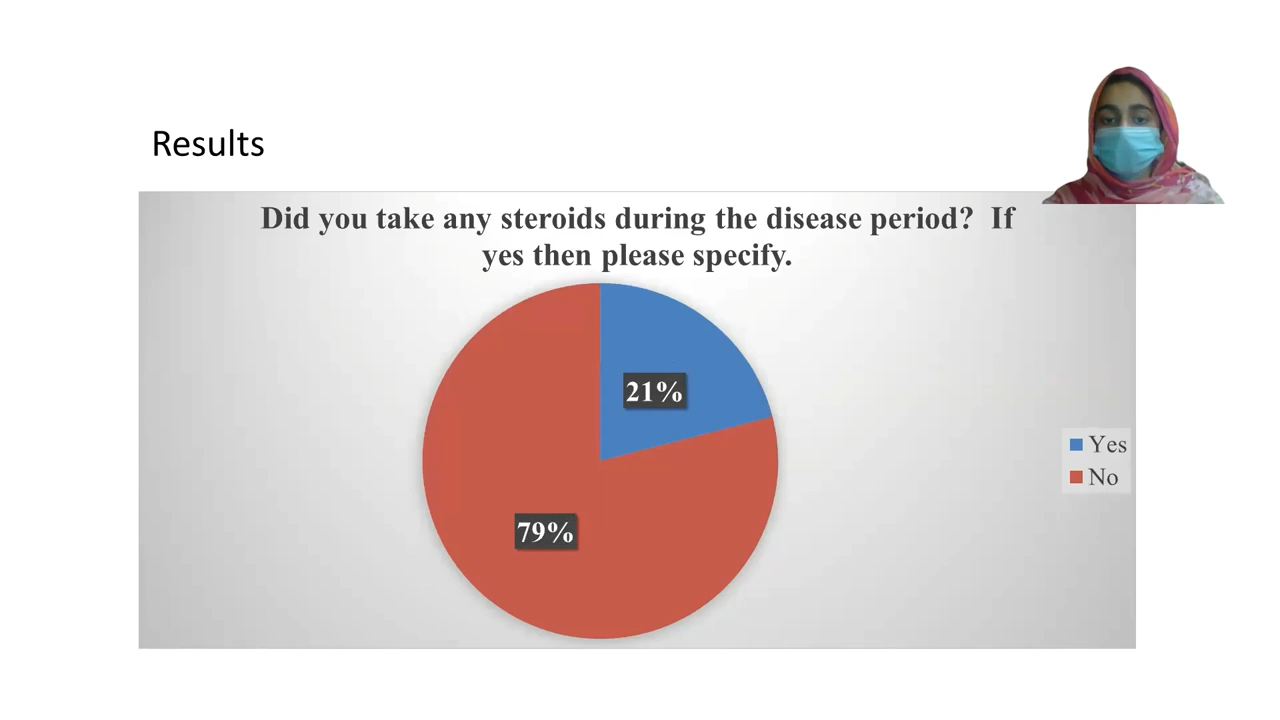 Results
Did you take any steroids during the disease period?  If
yes then please specify.
21%
79%
Yes
No